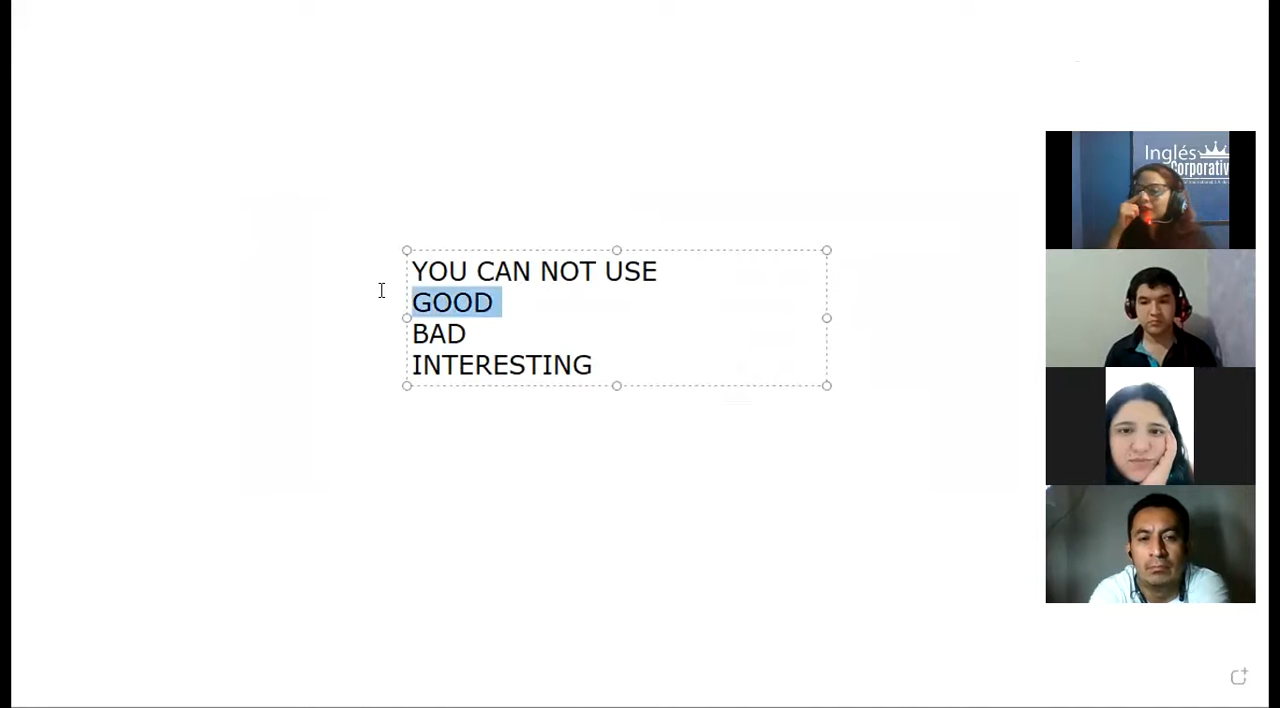 YOU CAN NOT USE
GOOD
BAD
INTERESTING
Inglés
Corporativ